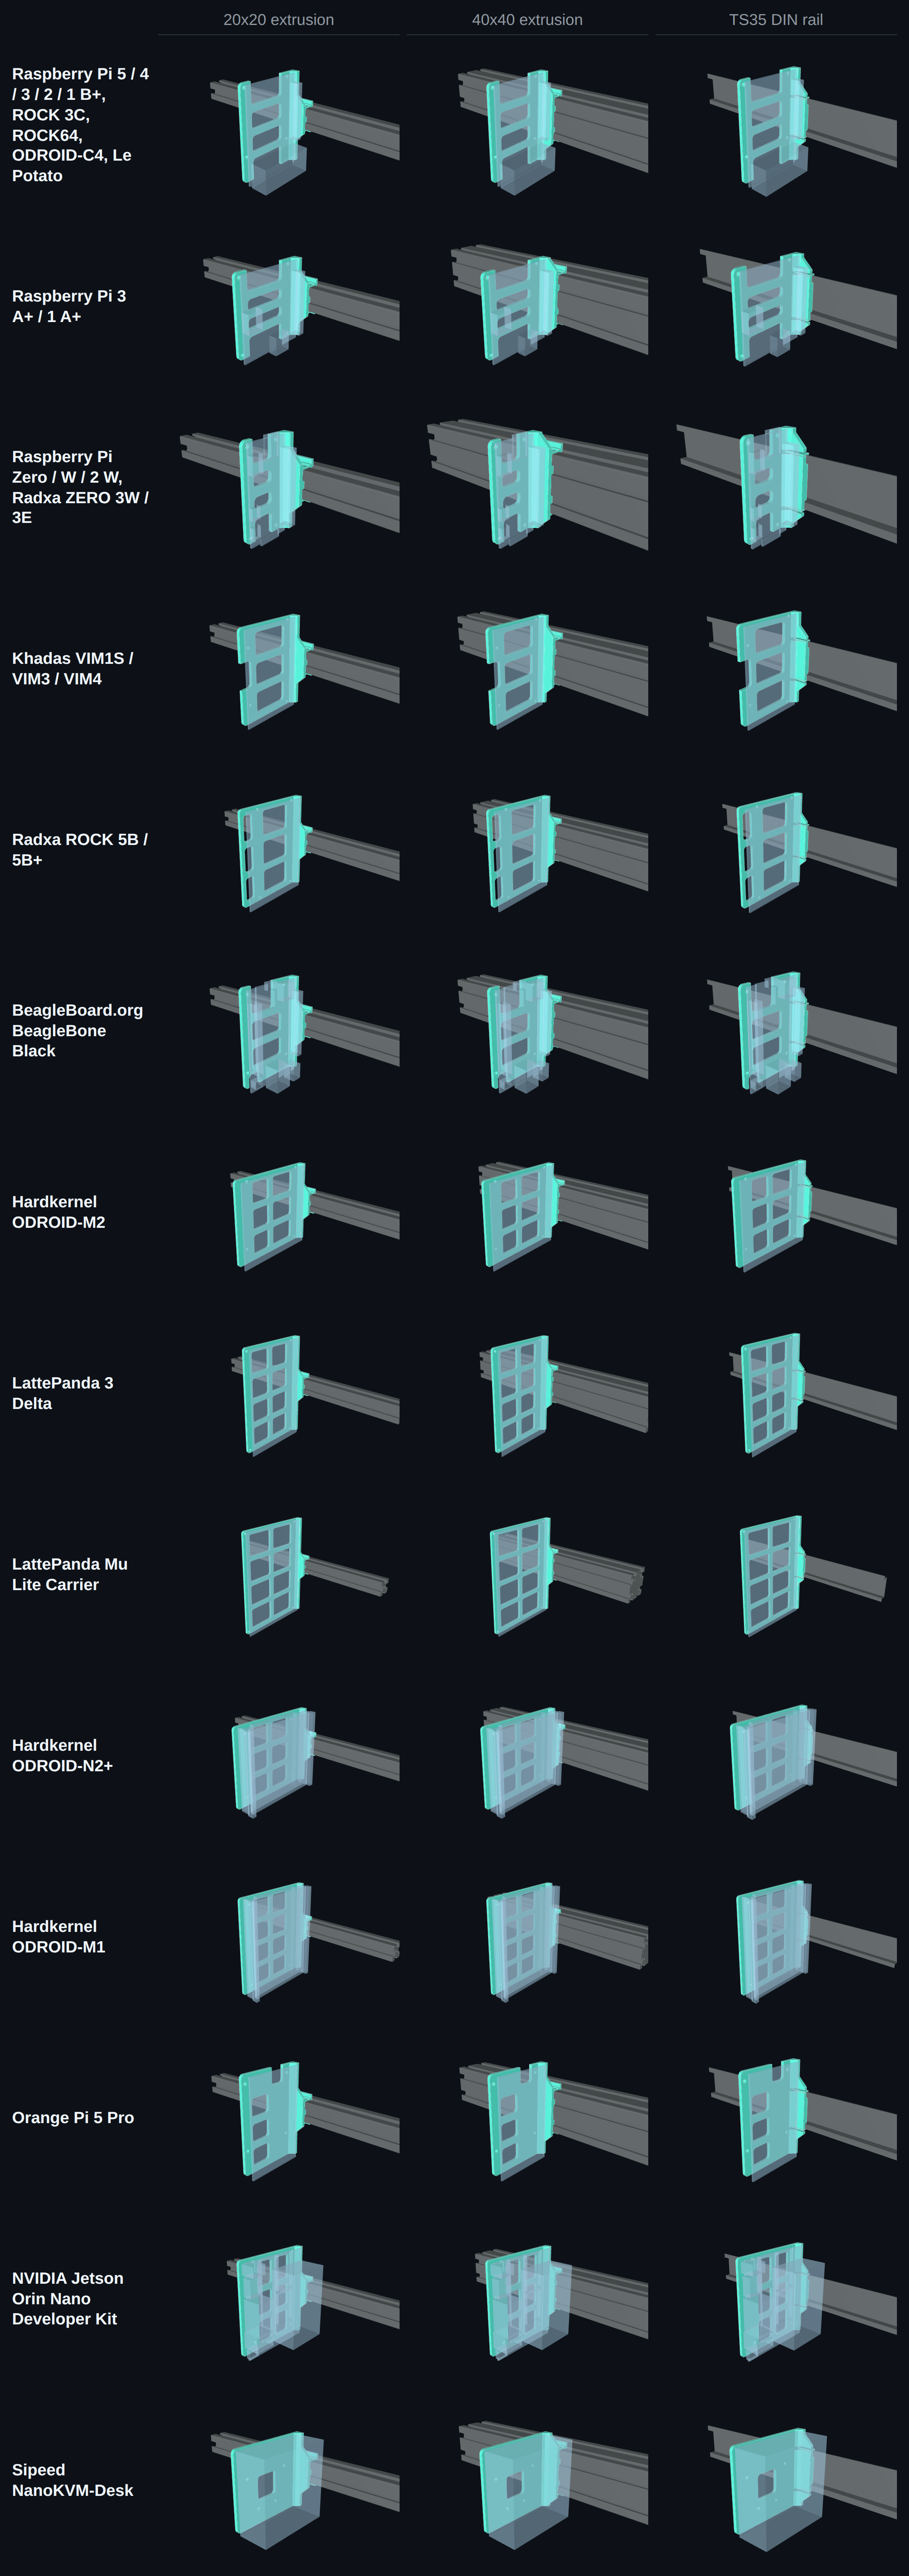 20x20 extrusion
40x40 extrusion
TS35 DIN rail
Raspberry Pi 5 / 4
/ 3 / 2 / 1 B+,
ROCK 3C,
ROCK64,
ODROID-C4, Le
Potato
Raspberry Pi 3
A+ / 1 A+
Raspberry Pi
Zero / W / 2 W,
Radxa ZERO 3W /
3E
Khadas VIM1S /
VIM3 / VIM4
Radxa ROCK 5B /
5B+
BeagleBoard.org
BeagleBone
Black
Hardkernel
ODROID-M2
LattePanda 3
Delta
LattePanda Mu
Lite Carrier
Hardkernel
ODROID-N2+
Hardkernel
ODROID-M1
Orange Pi 5 Pro
NVIDIA Jetson
Orin Nano
Developer Kit
Sipeed
NanoKVM-Desk